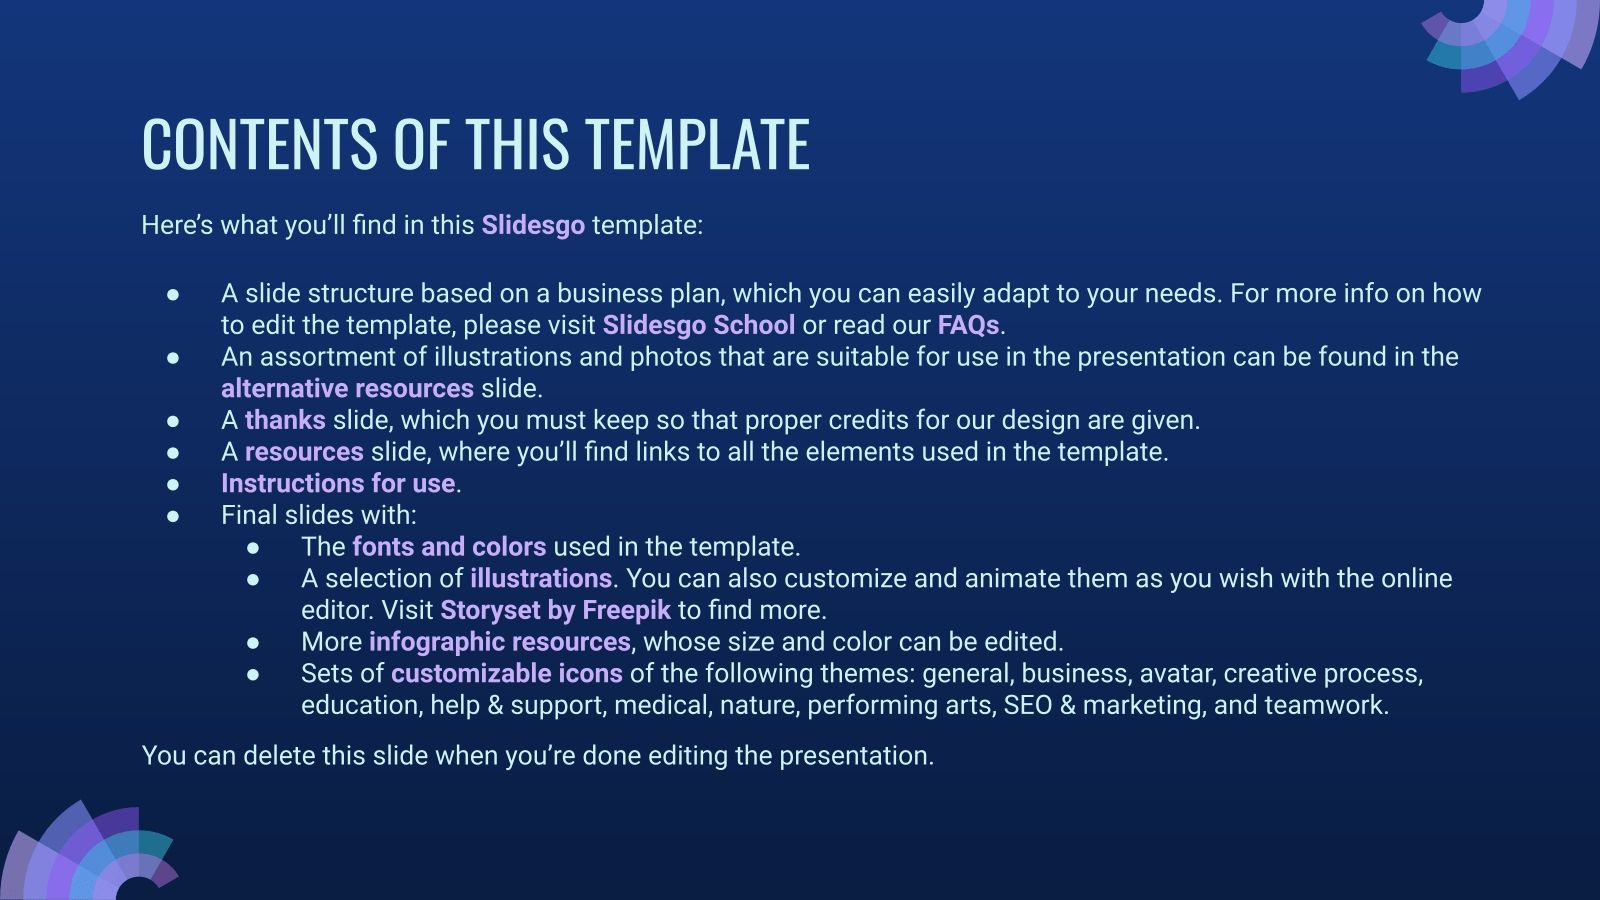 CONTENTS OF THIS TEMPLATE
Here’s what you’ll find in this Slidesgo template:
● A slide structure based on a business plan, which you can easily adapt to your needs. For more info on how
to edit the template, please visit Slidesgo School or read our FAQs.
● An assortment of illustrations and photos that are suitable for use in the presentation can be found in the
alternative resources slide.
● A thanks slide, which you must keep so that proper credits for our design are given.
● A resources slide, where you’ll find links to all the elements used in the template.
● Instructions for use.
● Final slides with:
● The fonts and colors used in the template.
● A selection of illustrations. You can also customize and animate them as you wish with the online
editor. Visit Storyset by Freepik to find more.
● More infographic resources, whose size and color can be edited.
● Sets of customizable icons of the following themes: general, business, avatar, creative process,
education, help & support, medical, nature, performing arts, SEO & marketing, and teamwork.
You can delete this slide when you’re done editing the presentation.